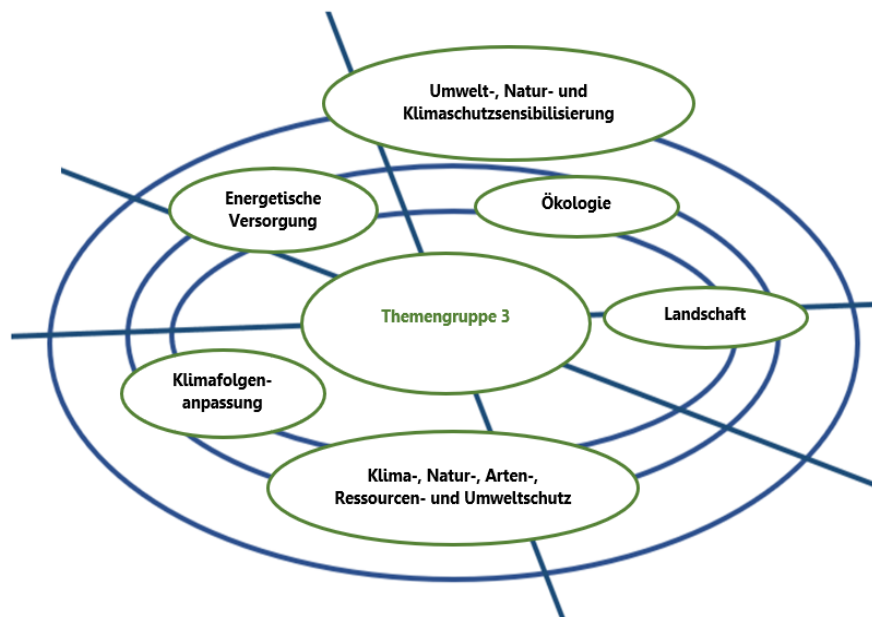 Umwelt-, Natur- und
Klimaschutzsensibilisierung
Energetische
Versorgung
Ökologie
Themengruppe 3
Landschaft
Klimafolgen-
anpassung
Klima-, Natur-, Arten-,
Ressourcen- und Umweltschutz